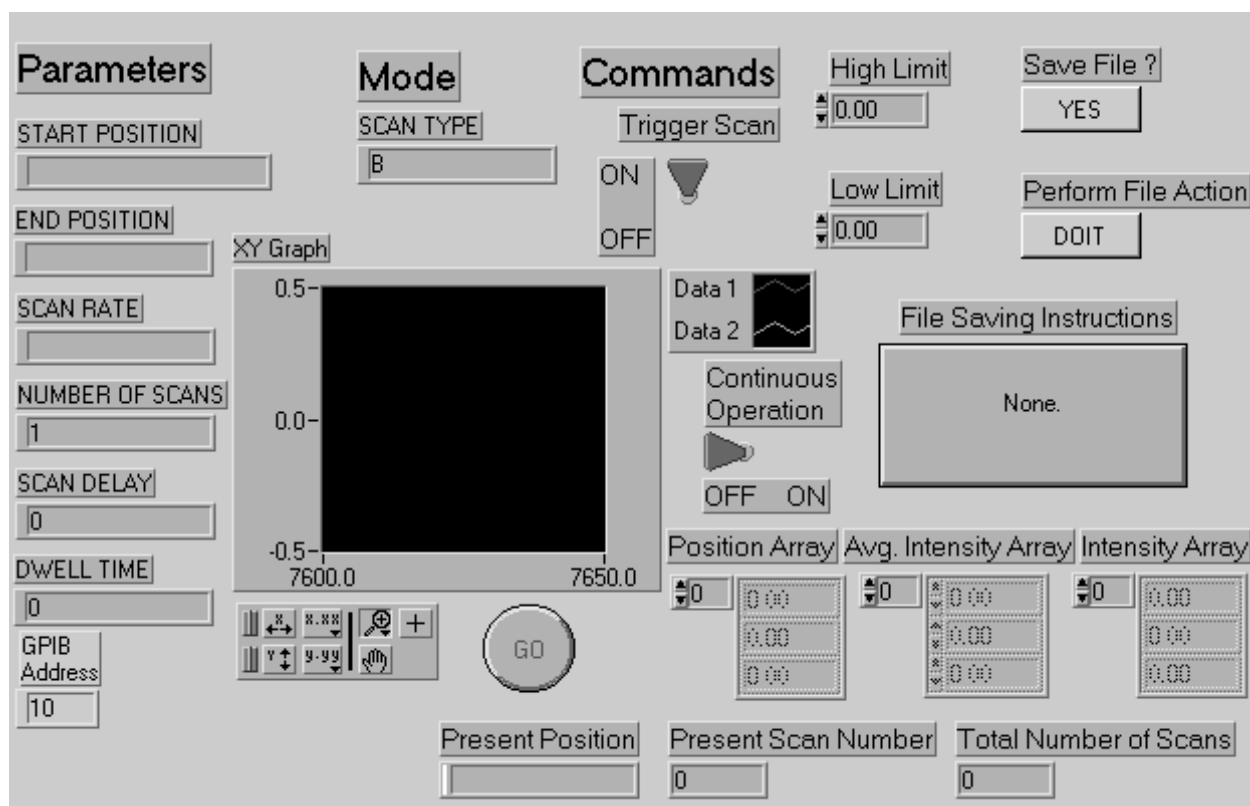 Parameters
START POSITION
END POSITION
SCAN RATE
NUMBER OF SCANS
1
SCAN DELAY
0
DWELL TIME
0
GPIB
Address
10
Mode
SCAN TYPE
B
Commands
Trigger Scan
ON
OFF
High Limit
0.00
Low Limit
0.00
Save File ?
YES
Perform File Action
DOIT
XY Graph
0.5
0.0
-0.5
7600.0 7650.0
X.XX
Y.YY
GO
Data 1
Data 2
Continuous
Operation
OFF ON
File Saving Instructions
None.
Position Array
0
0.00
0.00
0.00
Avg. Intensity Array
0
0.00
0.00
0.00
Intensity Array
0
0.00
0.00
0.00
Present Position
Present Scan Number
0
Total Number of Scans
0